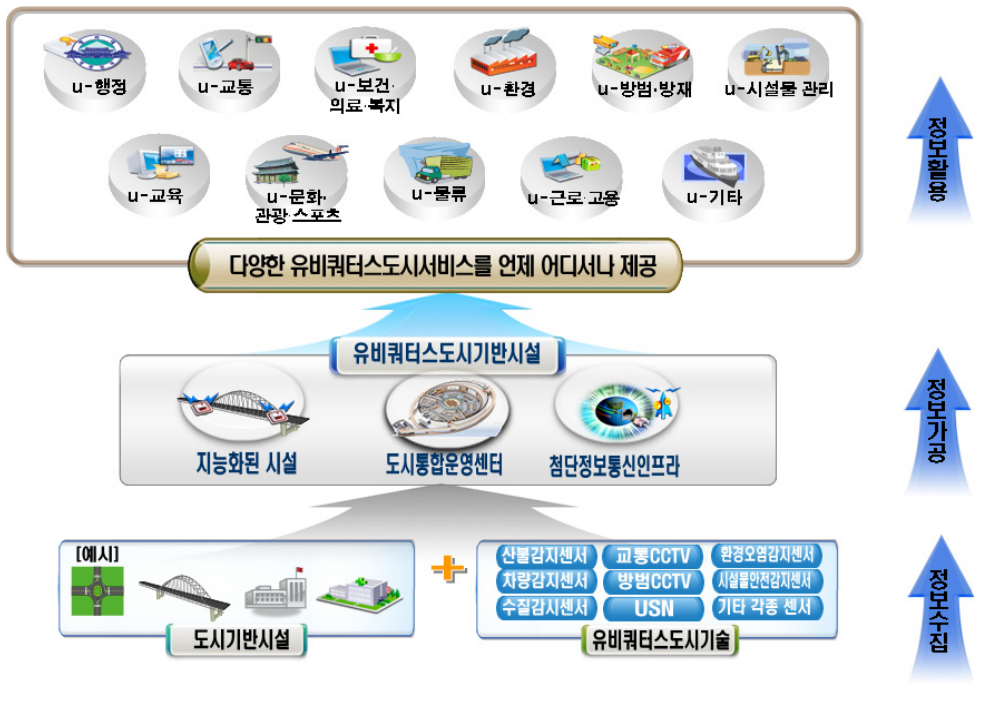 u-행정
u-교통
u-보건·
의료·복지
u-환경
u-방범·방재
u-시설물 관리
u-교육
u-문화·
관광·스포츠
u-물류
u-근로·고용
u-기타
다양한 유비쿼터스도시서비스를 언제 어디서나 제공
정보활용
유비쿼터스도시기반시설
지능화된 시설
도시통합운영센터
첨단정보통신인프라
정보가공
[예시]
도시기반시설
산불감지센서
교통CCTV
환경오염감지센서
차량감지센서
방범CCTV
시설물안전감지센서
수질감시센서
USN
기타 각종 센서
유비쿼터스도시기술
정보수집